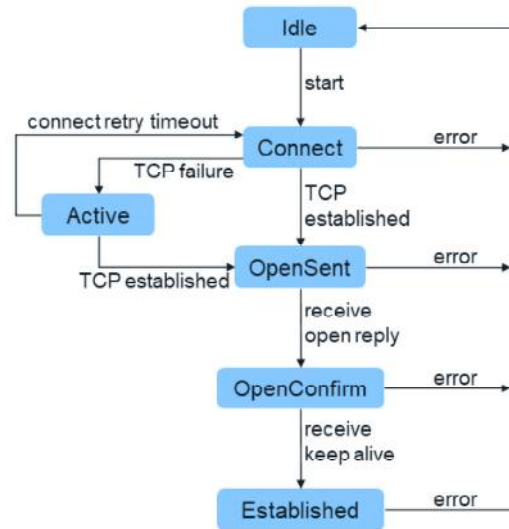 Idle
start
connect retry timeout
Connect
error
TCP failure
TCP
established
Active
TCP established
OpenSent
error
receive
open reply
OpenConfirm
error
receive
keep alive
Established
error